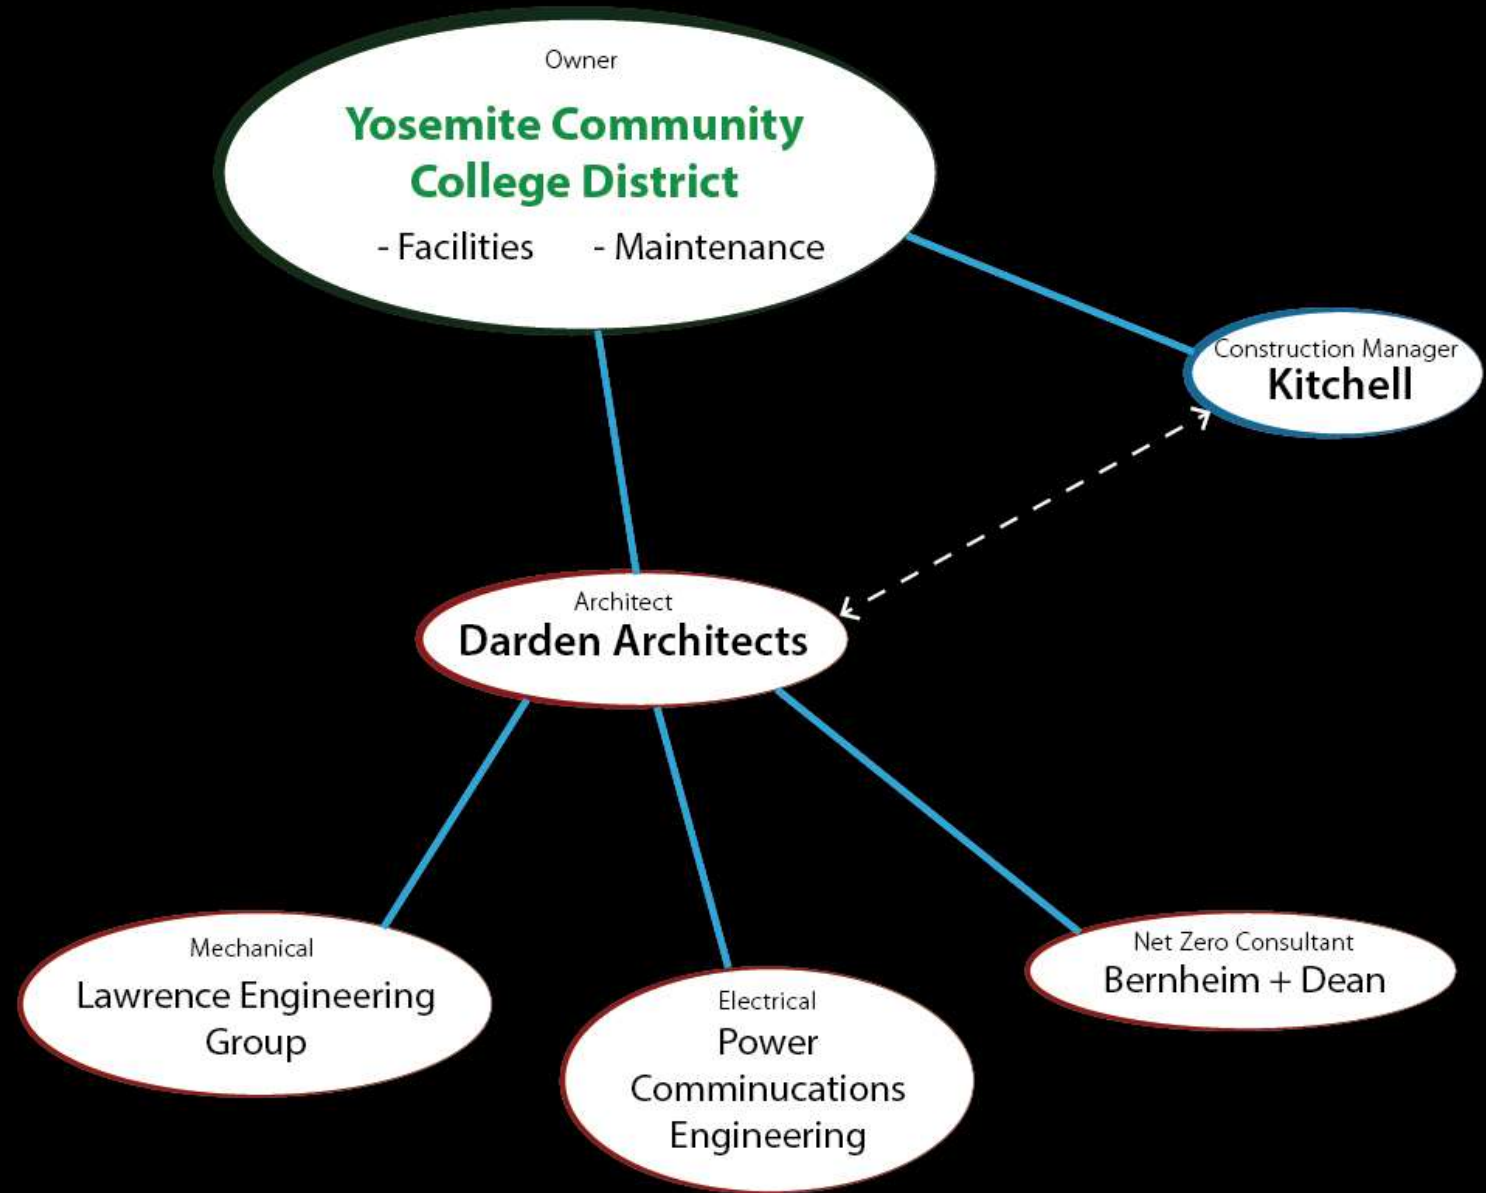 Owner
Yosemite Community
College District
- Facilities - Maintenance
Construction Manager
Kitchell
Architect
Darden Architects
Mechanical
Lawrence Engineering
Group
Electrical
Power
Comminucations
Engineering
Net Zero Consultant
Bernheim + Dean